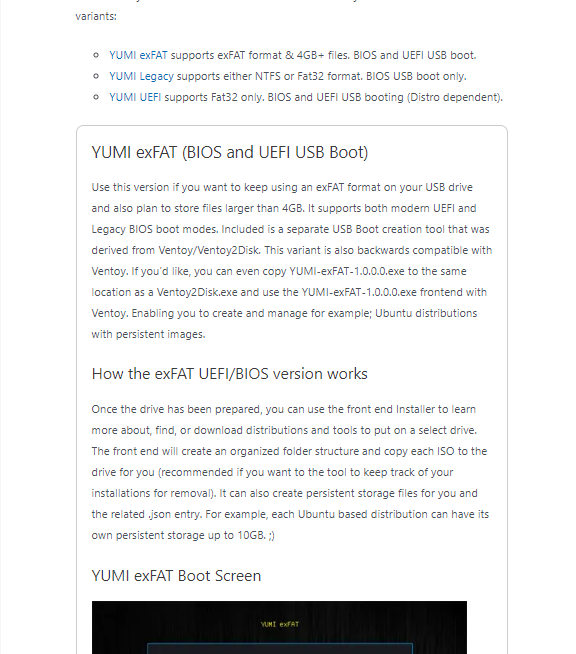 variants:
YUMI exFAT supports exFAT format & 4GB+ files. BIOS and UEFI USB boot.
YUMI Legacy supports either NTFS or Fat32 format. BIOS USB boot only.
YUMI UEFI supports Fat32 only. BIOS and UEFI USB booting (Distro dependent).
YUMI exFAT (BIOS and UEFI USB Boot)
Use this version if you want to keep using an exFAT format on your USB drive
and also plan to store files larger than 4GB. It supports both modern UEFI and
Legacy BIOS boot modes. Included is a separate USB Boot creation tool that was
derived from Ventoy/Ventoy2Disk. This variant is also backwards compatible with
Ventoy. If you'd like, you can even copy YUMI-exFAT-1.0.0.0.exe to the same
location as a Ventoy2Disk.exe and use the YUMI-exFAT-1.0.0.0.exe frontend with
Ventoy. Enabling you to create and manage for example; Ubuntu distributions
with persistent images.
How the exFAT UEFI/BIOS version works
Once the drive has been prepared, you can use the front end Installer to learn
more about, find, or download distributions and tools to put on a select drive.
The front end will create an organized folder structure and copy each ISO to the
drive for you (recommended if you want to the tool to keep track of your
installations for removal). It can also create persistent storage files for you and
the related .json entry. For example, each Ubuntu based distribution can have its
own persistent storage up to 10GB. ;)
YUMI exFAT Boot Screen
YUMI exFAT